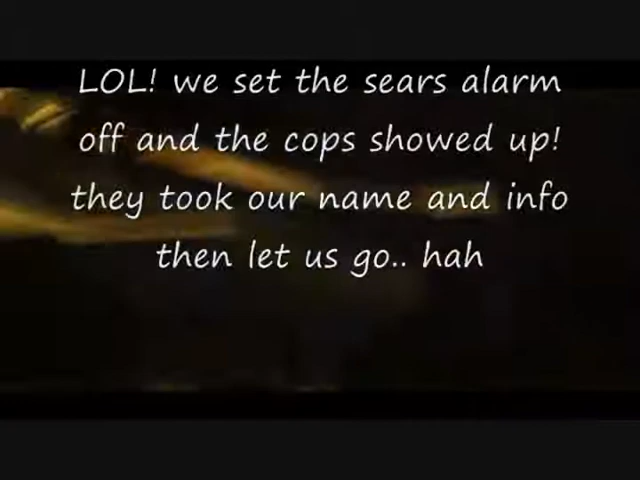 LOL! we set the sears alarm
off and the cops showed up!
they took our name and info
then let us go.. hah